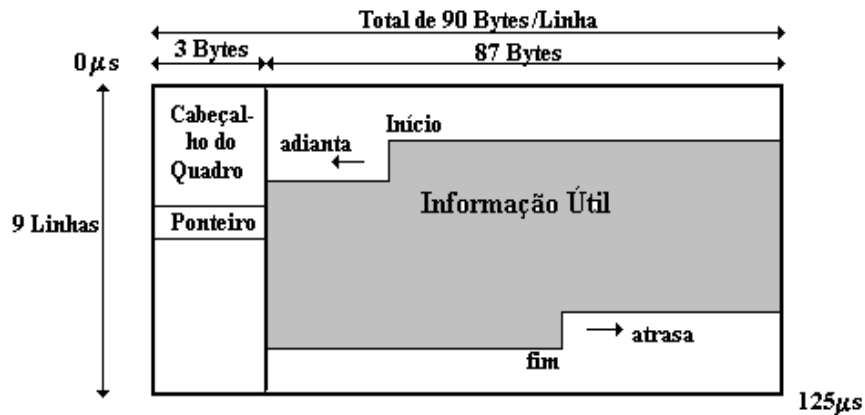 Total de 90 Bytes/Linha
3 Bytes
87 Bytes
0μs
Cabeçal-
ho do
Quadro
adianta
Início
Informação Útil
9 Linhas
Ponteiro
atrasa
fim
125μs